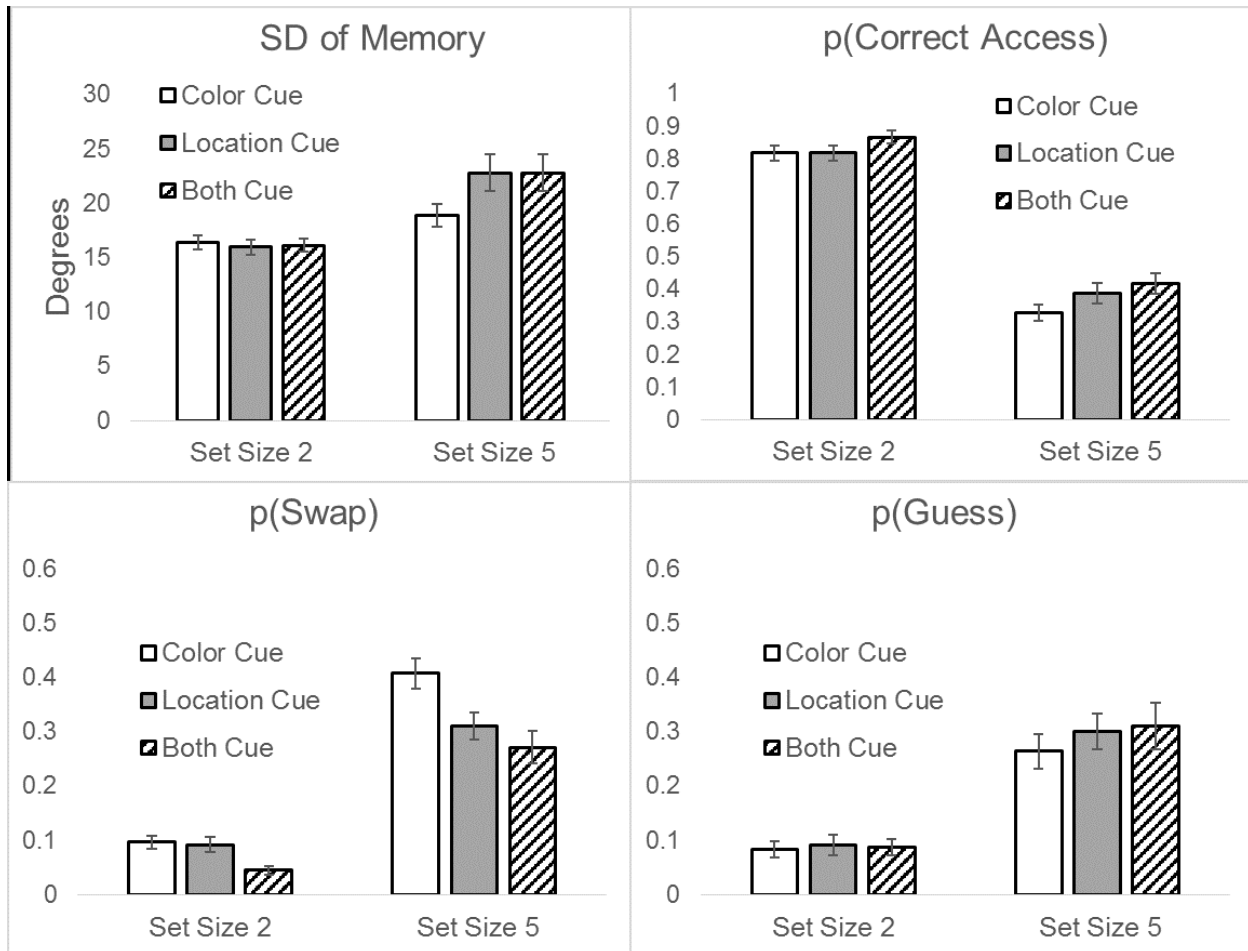 SD of Memory
30
25
20
15
10
5
0
Degrees
Color Cue
Location Cue
Both Cue
Set Size 2
Set Size 5
p(Correct Access)
1
0.9
0.8
0.7
0.6
0.5
0.4
0.3
0.2
0.1
0
Color Cue
Location Cue
Both Cue
Set Size 2
Set Size 5
p(Swap)
0.6
0.5
0.4
0.3
0.2
0.1
0
Color Cue
Location Cue
Both Cue
Set Size 2
Set Size 5
p(Guess)
0.6
0.5
0.4
0.3
0.2
0.1
0
Color Cue
Location Cue
Both Cue
Set Size 2
Set Size 5